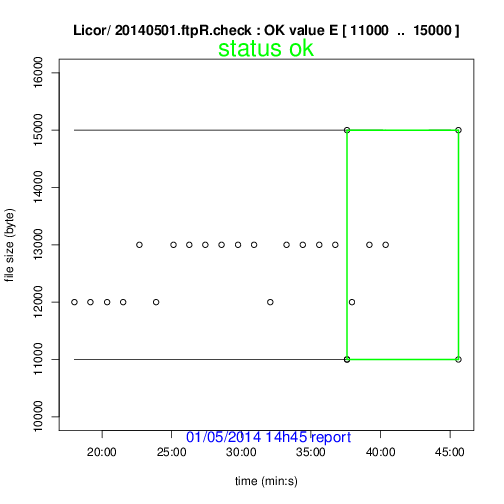 Licor/ 20140501.ftpR.check : OK value E [ 11000 .. 15000 ]
status ok
16000
15000
14000
13000
12000
11000
10000
file size (byte)
01/05/2014 14h45 report
20:00 25:00 30:00 35:00 40:00 45:00
time (min:s)